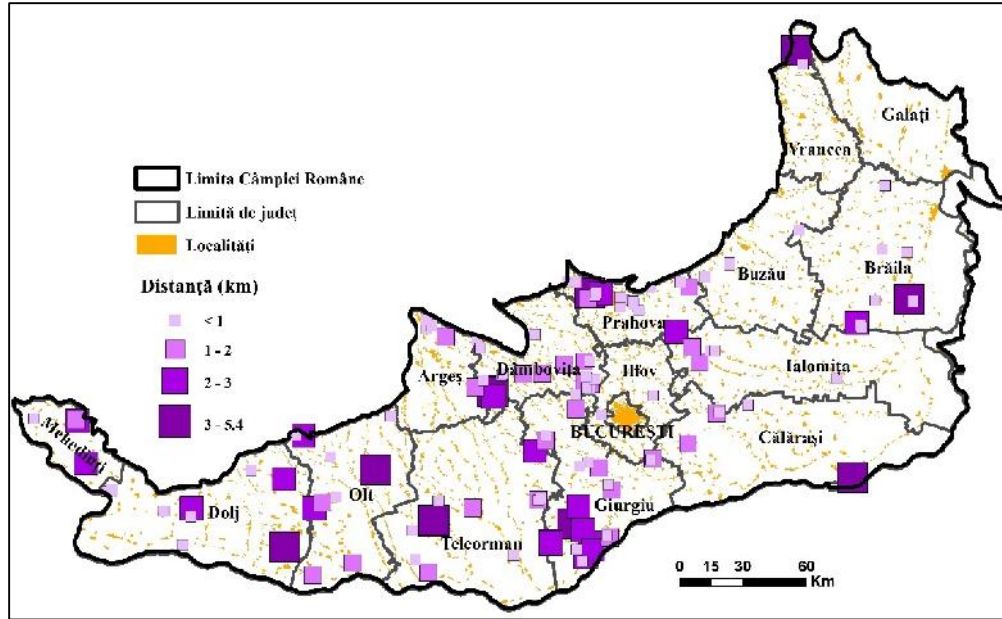 Galați
Vrancea
Limita Câmpiei Române
Limită de județ
Localități
Buzău
Brăila
Distanță (km)
< 1
Prahova
1 - 2
Dâmbovița
Ilfov
Ialomița
Argeș
2 - 3
3 - 5.4
BUCUREȘTI
Călărași
Mehedinți
Olt
Dolj
Giurgiu
Teleorman
0 15 30 60
Km